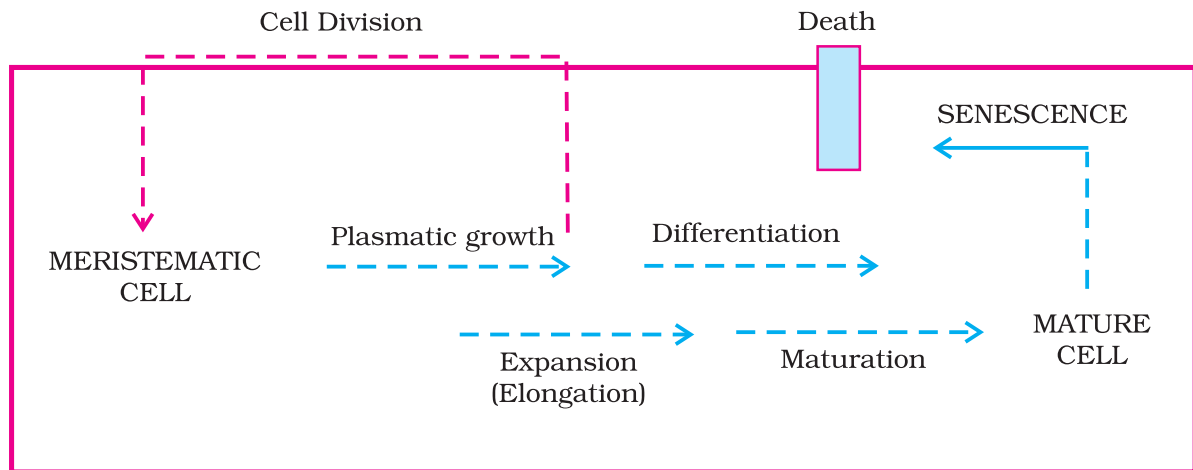 Cell Division
Death
SENESCENCE
Plasmatic growth
Differentiation
MERISTEMATIC
CELL
Expansion
(Elongation)
Maturation
MATURE
CELL